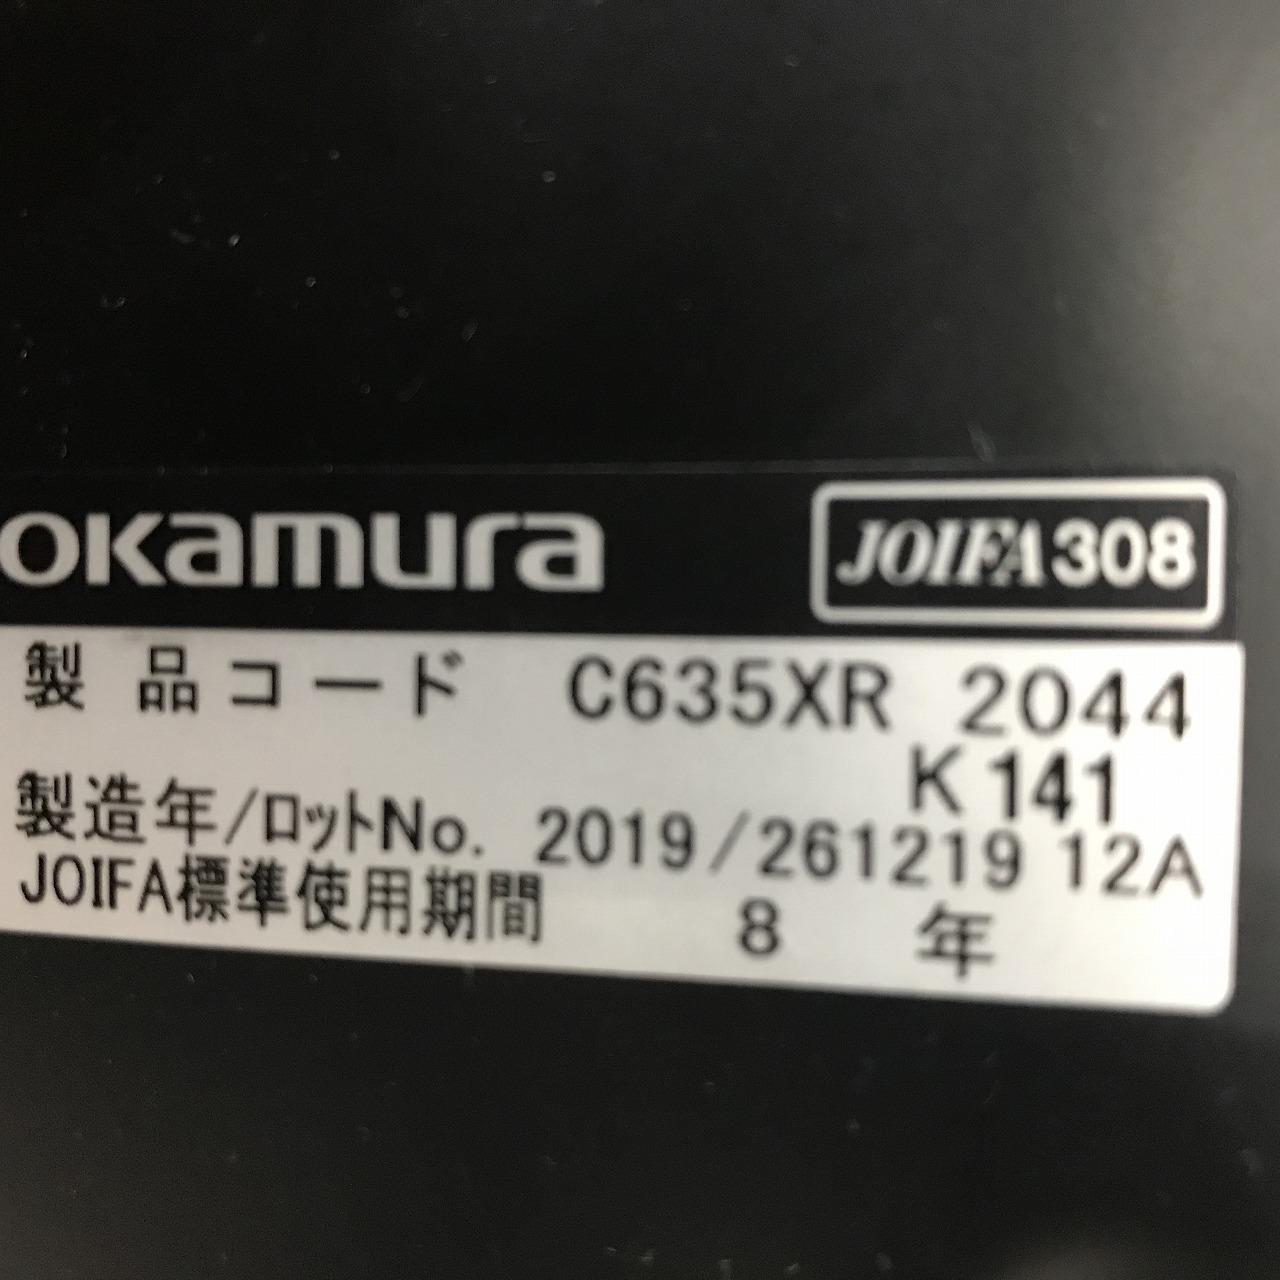 okamura JOIFA308
製品コード C635XR 2044
K141
製造年/ロットNo. 2019/261219 12A
JOIFA標準使用期間 8 年